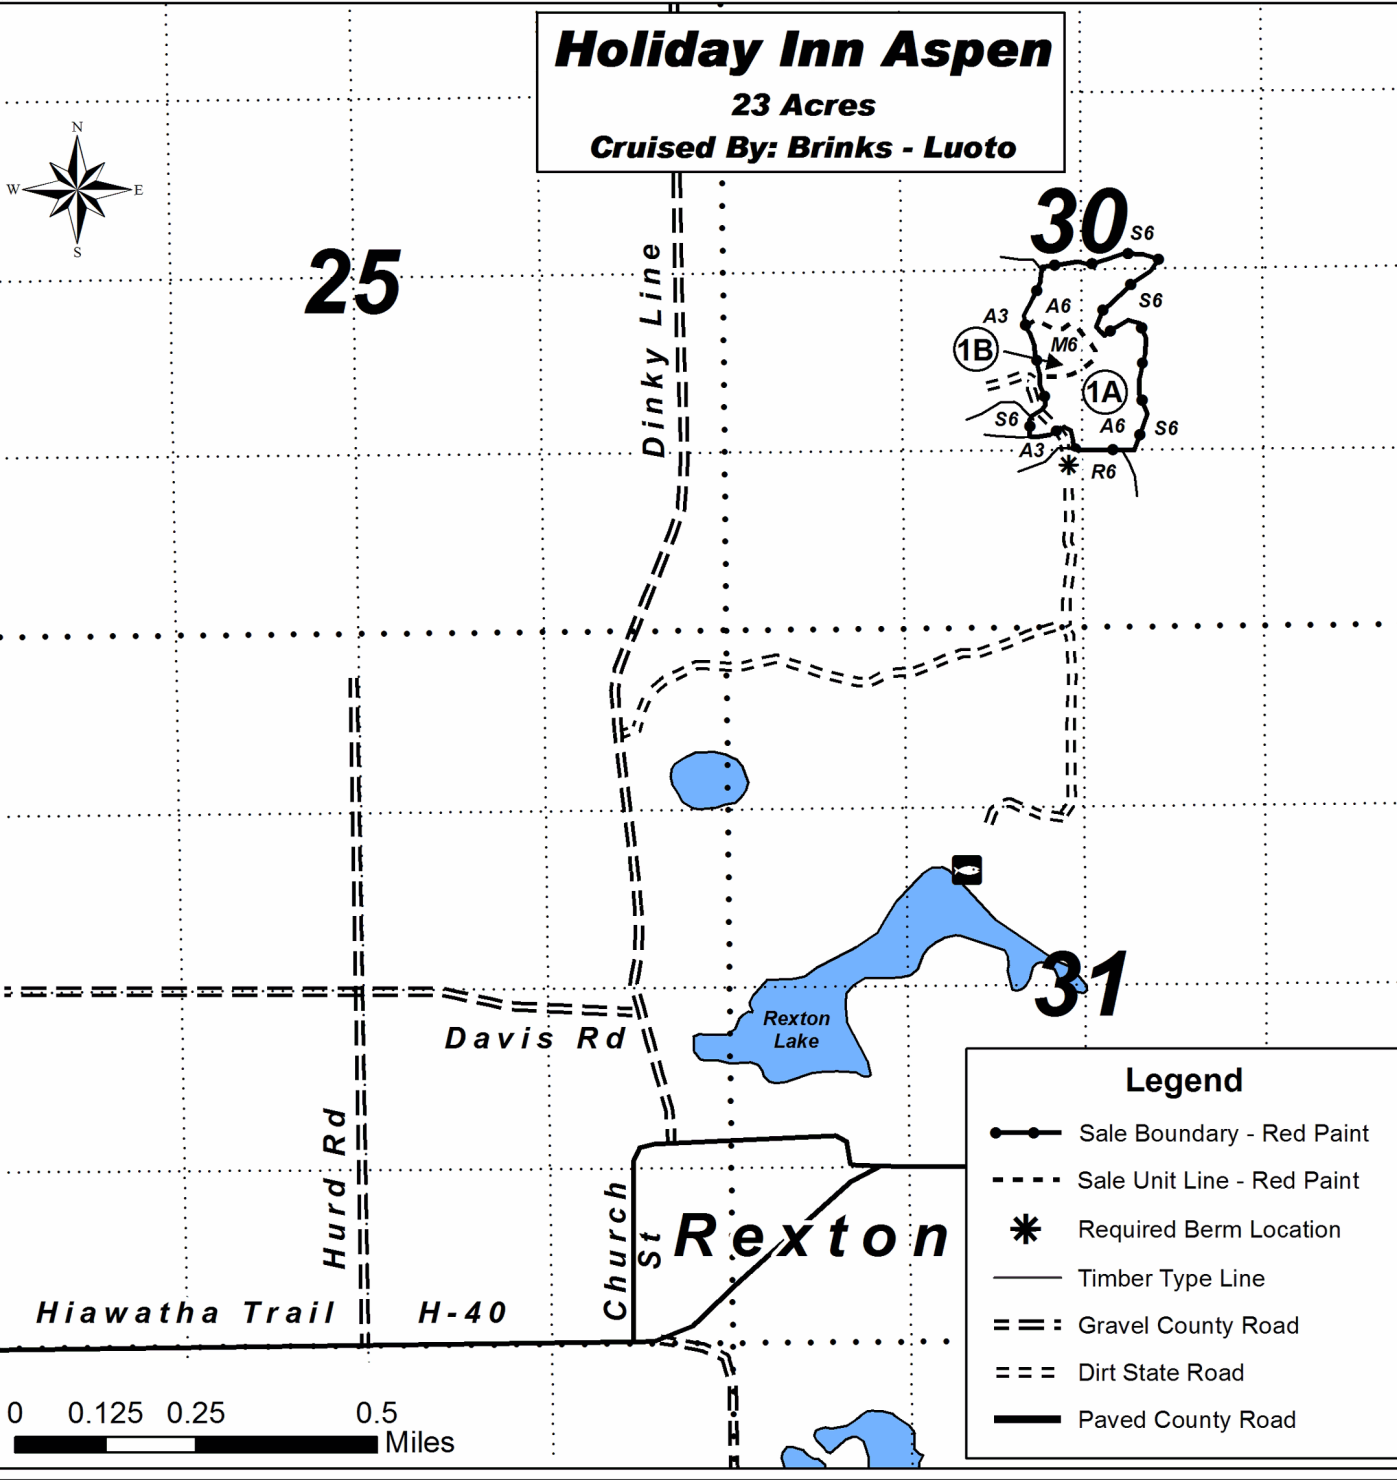 Holiday Inn Aspen
23 Acres
Cruised By: Brinks - Luoto
N
W
E
S
25
30
Dinky Line
S6
A6
S6
A3
M6
1B
1A
S6
A6
S6
A3
R6
31
Rexton
Lake
Davis Rd
Hurd Rd
Church
St
Rexton
Hiawatha Trail
H-40
0
0.125
0.25
0.5
Miles
Legend
Sale Boundary - Red Paint
Sale Unit Line - Red Paint
Required Berm Location
Timber Type Line
Gravel County Road
Dirt State Road
Paved County Road